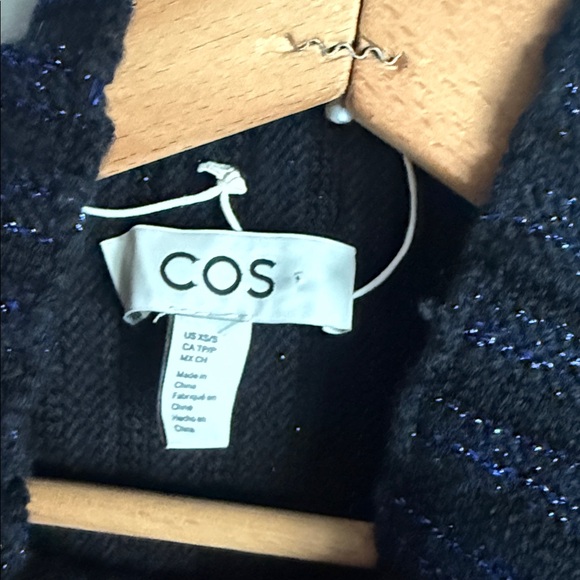 COS
US XS/S
CA TP/P
MX CH
Made in
China
Fabriqué en
Chine
Hecho en
China